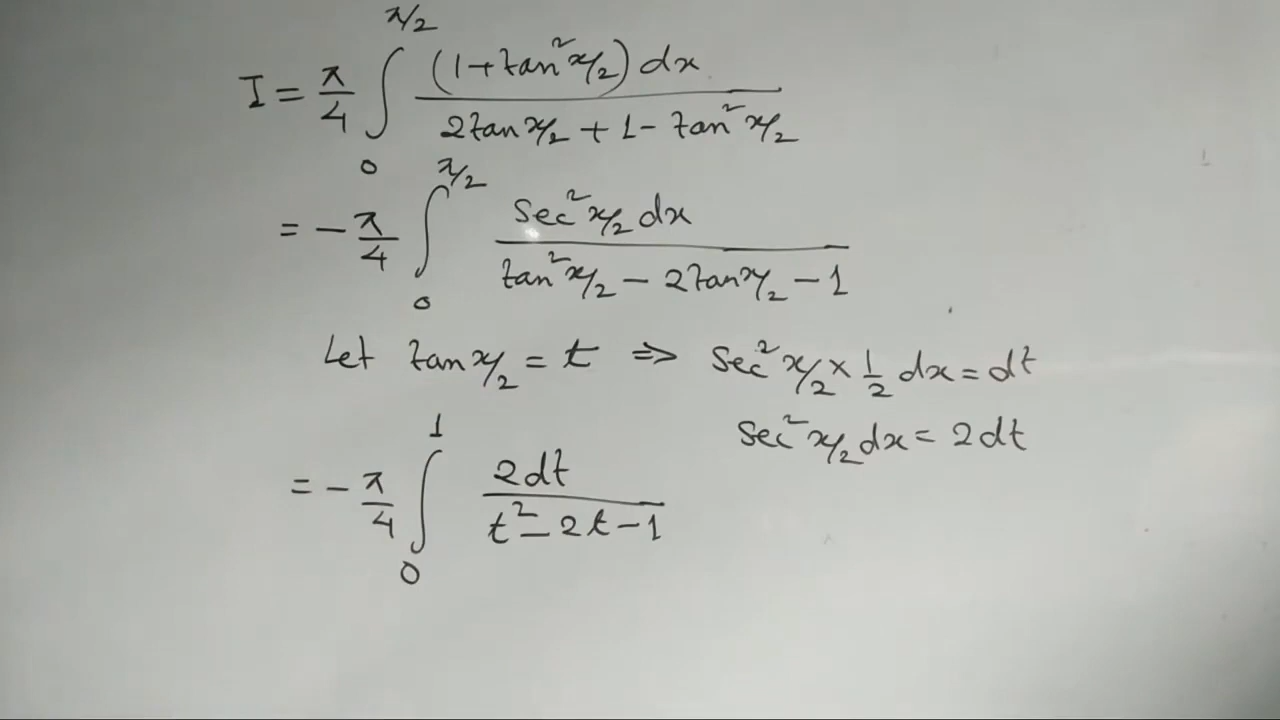 I = π/4 ∫₀^(π/2) (1+tan²x/2) dx / (2tan x/2 + 1 - tan²x/2)
= - π/4 ∫₀^(π/2) sec²x/2 dx / (tan²x/2 - 2tan x/2 - 1)
Let tan x/2 = t ⇒ sec²x/2 × 1/2 dx = dt
sec²x/2 dx = 2dt
= - π/4 ∫₀^1 2dt / (t² - 2t - 1)